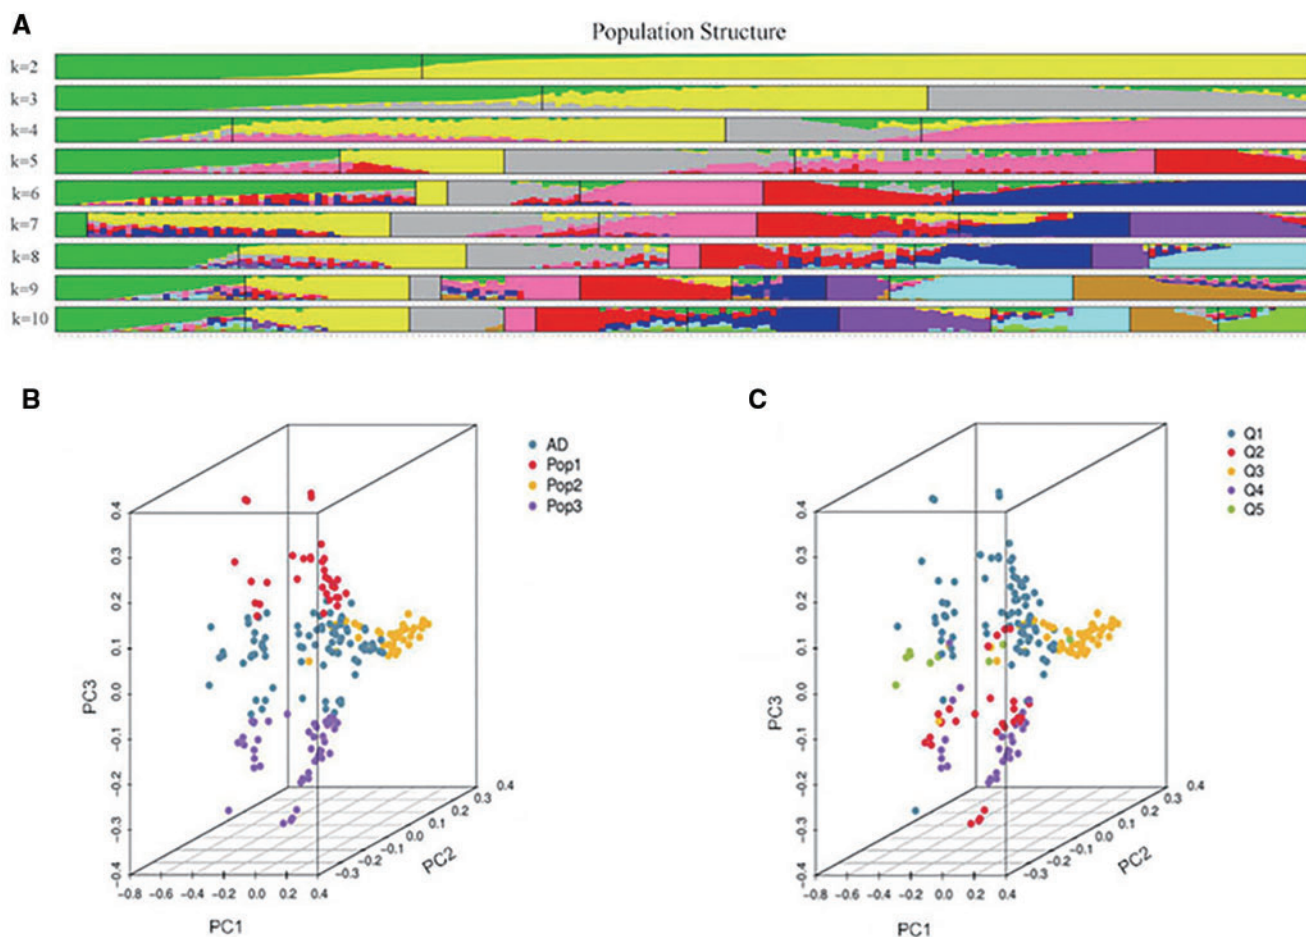 A
Population Structure
k=2
k=3
k=4
k=5
k=6
k=7
k=8
k=9
k=10
B
AD
Pop1
Pop2
Pop3
0.4
0.3
0.2
0.1
0.0
-0.1
-0.2
-0.3
-0.4
PC3
-0.8 -0.6 -0.4 -0.2 0.0 0.2 0.4
PC1
-0.3 -0.2 -0.1 0.0 0.1 0.2 0.3 0.4
PC2
C
Q1
Q2
Q3
Q4
Q5
0.4
0.3
0.2
0.1
0.0
-0.1
-0.2
-0.3
-0.4
PC3
-0.8 -0.6 -0.4 -0.2 0.0 0.2 0.4
PC1
-0.3 -0.2 -0.1 0.0 0.1 0.2 0.3 0.4
PC2